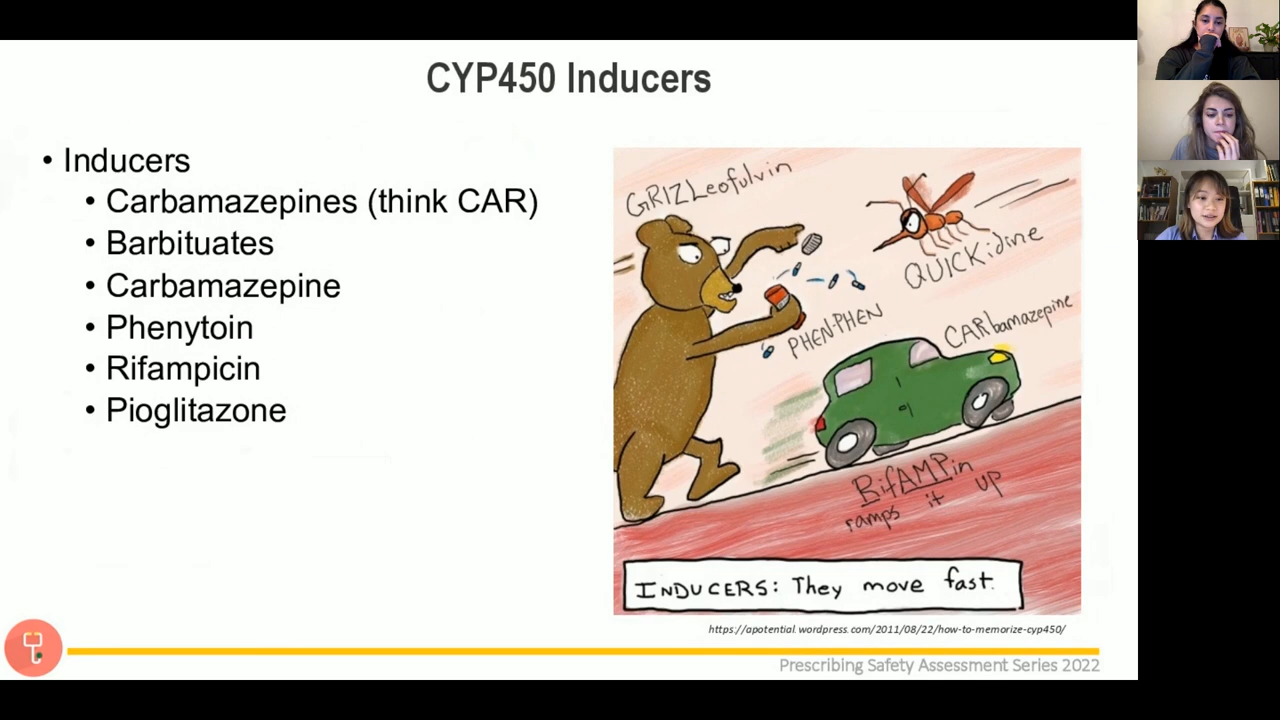 CYP450 Inducers
• Inducers
• Carbamazepines (think CAR)
• Barbituates
• Carbamazepine
• Phenytoin
• Rifampicin
• Pioglitazone
GRIZLeofulvin
QUICKidine
PHEN-PHEN
CARbamazepine
RifAMPin
ramps it up
INDUCERS: They move fast.
https://apotential.wordpress.com/2011/08/22/how-to-memorize-cyp450/
Prescribing Safety Assessment Series 2022